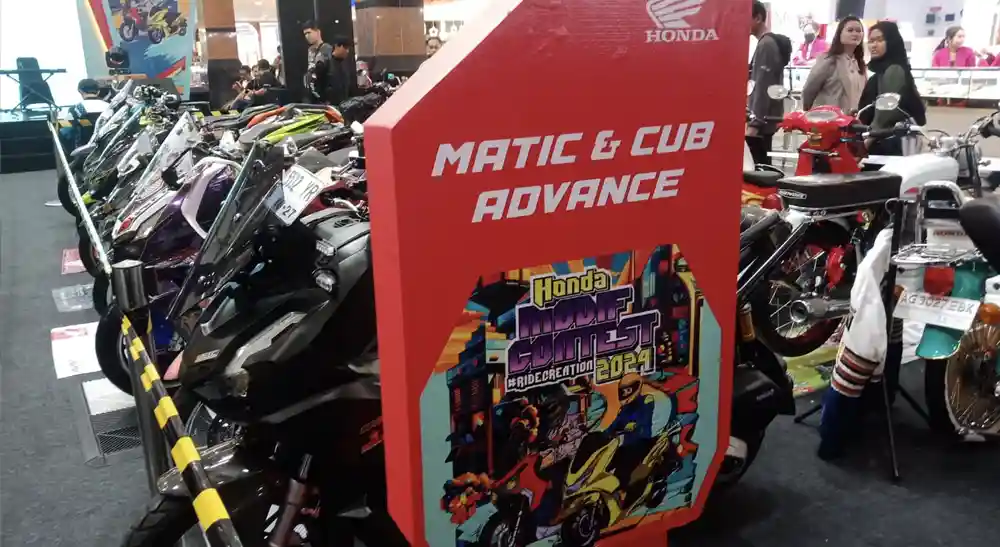 HONDA
MATIC & CUB
ADVANCE
Honda
MODIF
CONTEST
#RIDECREATION 2024